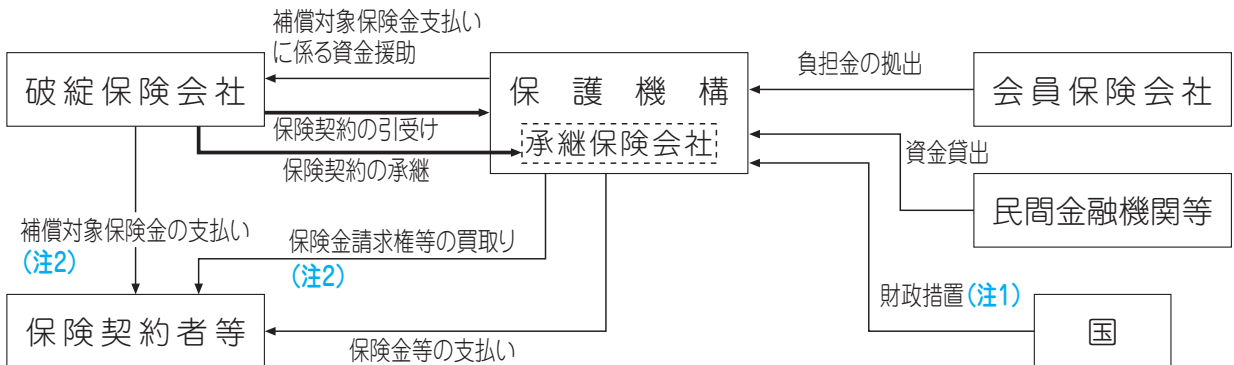 補償対象保険金支払い
に係る資金援助
破綻保険会社
保護機構
負担金の拠出
会員保険会社
保険契約の引受け
承継保険会社
保険契約の承継
資金貸出
民間金融機関等
補償対象保険金の支払い
(注2)
保険金請求権等の買取り
(注2)
財政措置(注1)
保険契約者等
国
保険金等の支払い